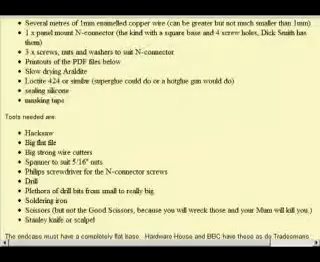 Several metres of 1mm enamelled copper wire (can be greater but not much smaller than 1mm)
1 x panel mount N-connector (the kind with a square base and 4 screw holes, Dick Smith has
them)
3 x screws, nuts and washers to suit N-connector
Printouts of the PDF files below
Slow drying Araldite
Loctite 424 or similar (superglue could do or a hotglue gun would do)
sealing silicone
masking tape
Tools needed are:
Hacksaw
Big flat file
Big strong wire cutters
Spanner to suit 5/16" nuts
Philips screwdriver for the N-connector screws
Drill
Plethora of drill bits from small to really big
Soldering iron
Scissors (but not the Good Scissors, because you will wreck those and your Mum will kill you.)
Stanley knife or scalpel
The endcaps must have a completely flat base. Hardware House and BBC have these as do Tradesmans